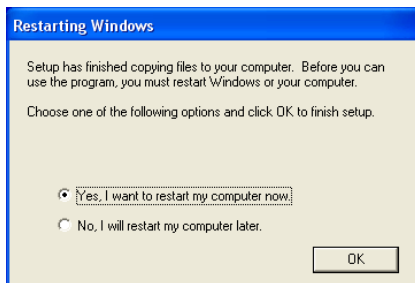 Restarting Windows
Setup has finished copying files to your computer. Before you can
use the program, you must restart Windows or your computer.
Choose one of the following options and click OK to finish setup.
Yes, I want to restart my computer now.
No, I will restart my computer later.
OK